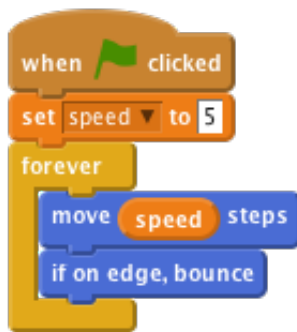 when clicked
set speed to 5
forever
move speed steps
if on edge, bounce